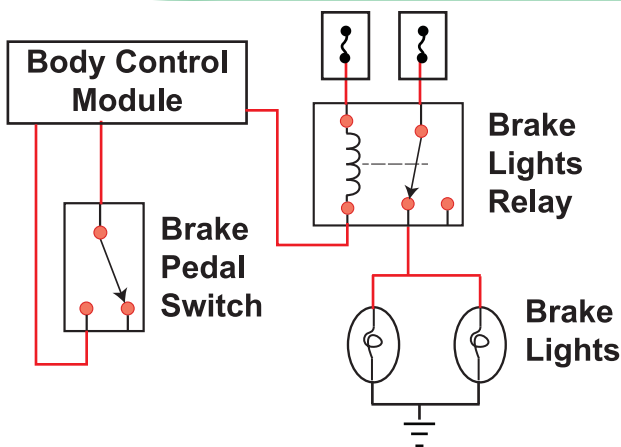 Body Control
Module
Brake
Lights
Relay
Brake
Pedal
Switch
Brake
Lights